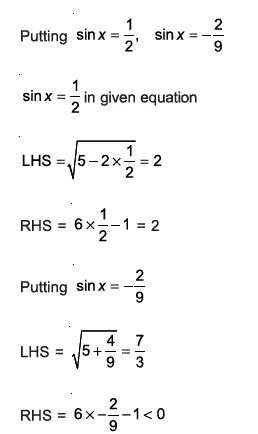 Putting sin x = 1/2, sin x = -2/9
sin x = 1/2 in given equation
LHS = √(5 - 2 × 1/2) = 2
RHS = 6 × 1/2 - 1 = 2
Putting sin x = -2/9
LHS = √(5 + 4/9) = 7/3
RHS = 6 × -2/9 - 1 < 0